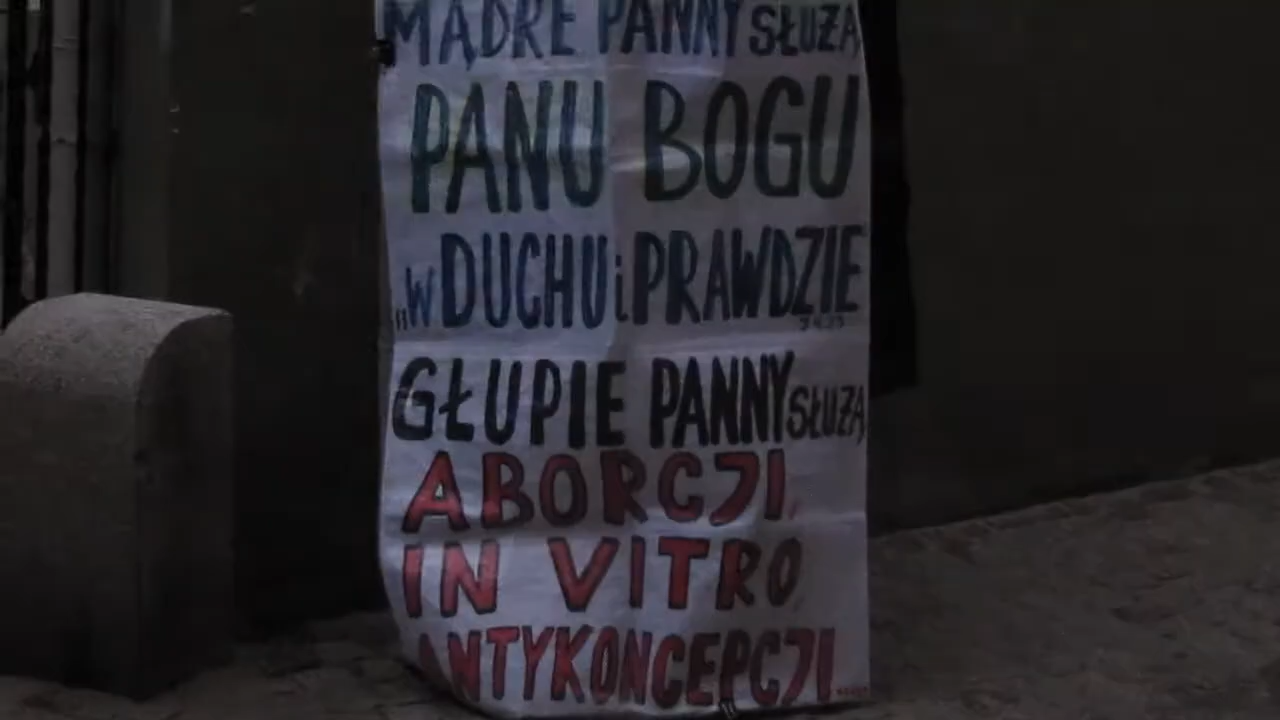 MĄDRE PANNY SŁUŻĄ
PANU BOGU
„W DUCHU i PRAWDZIE
GŁUPIE PANNY SŁUŻĄ
ABORCJI,
IN VITRO,
ANTYKONCEPCJI